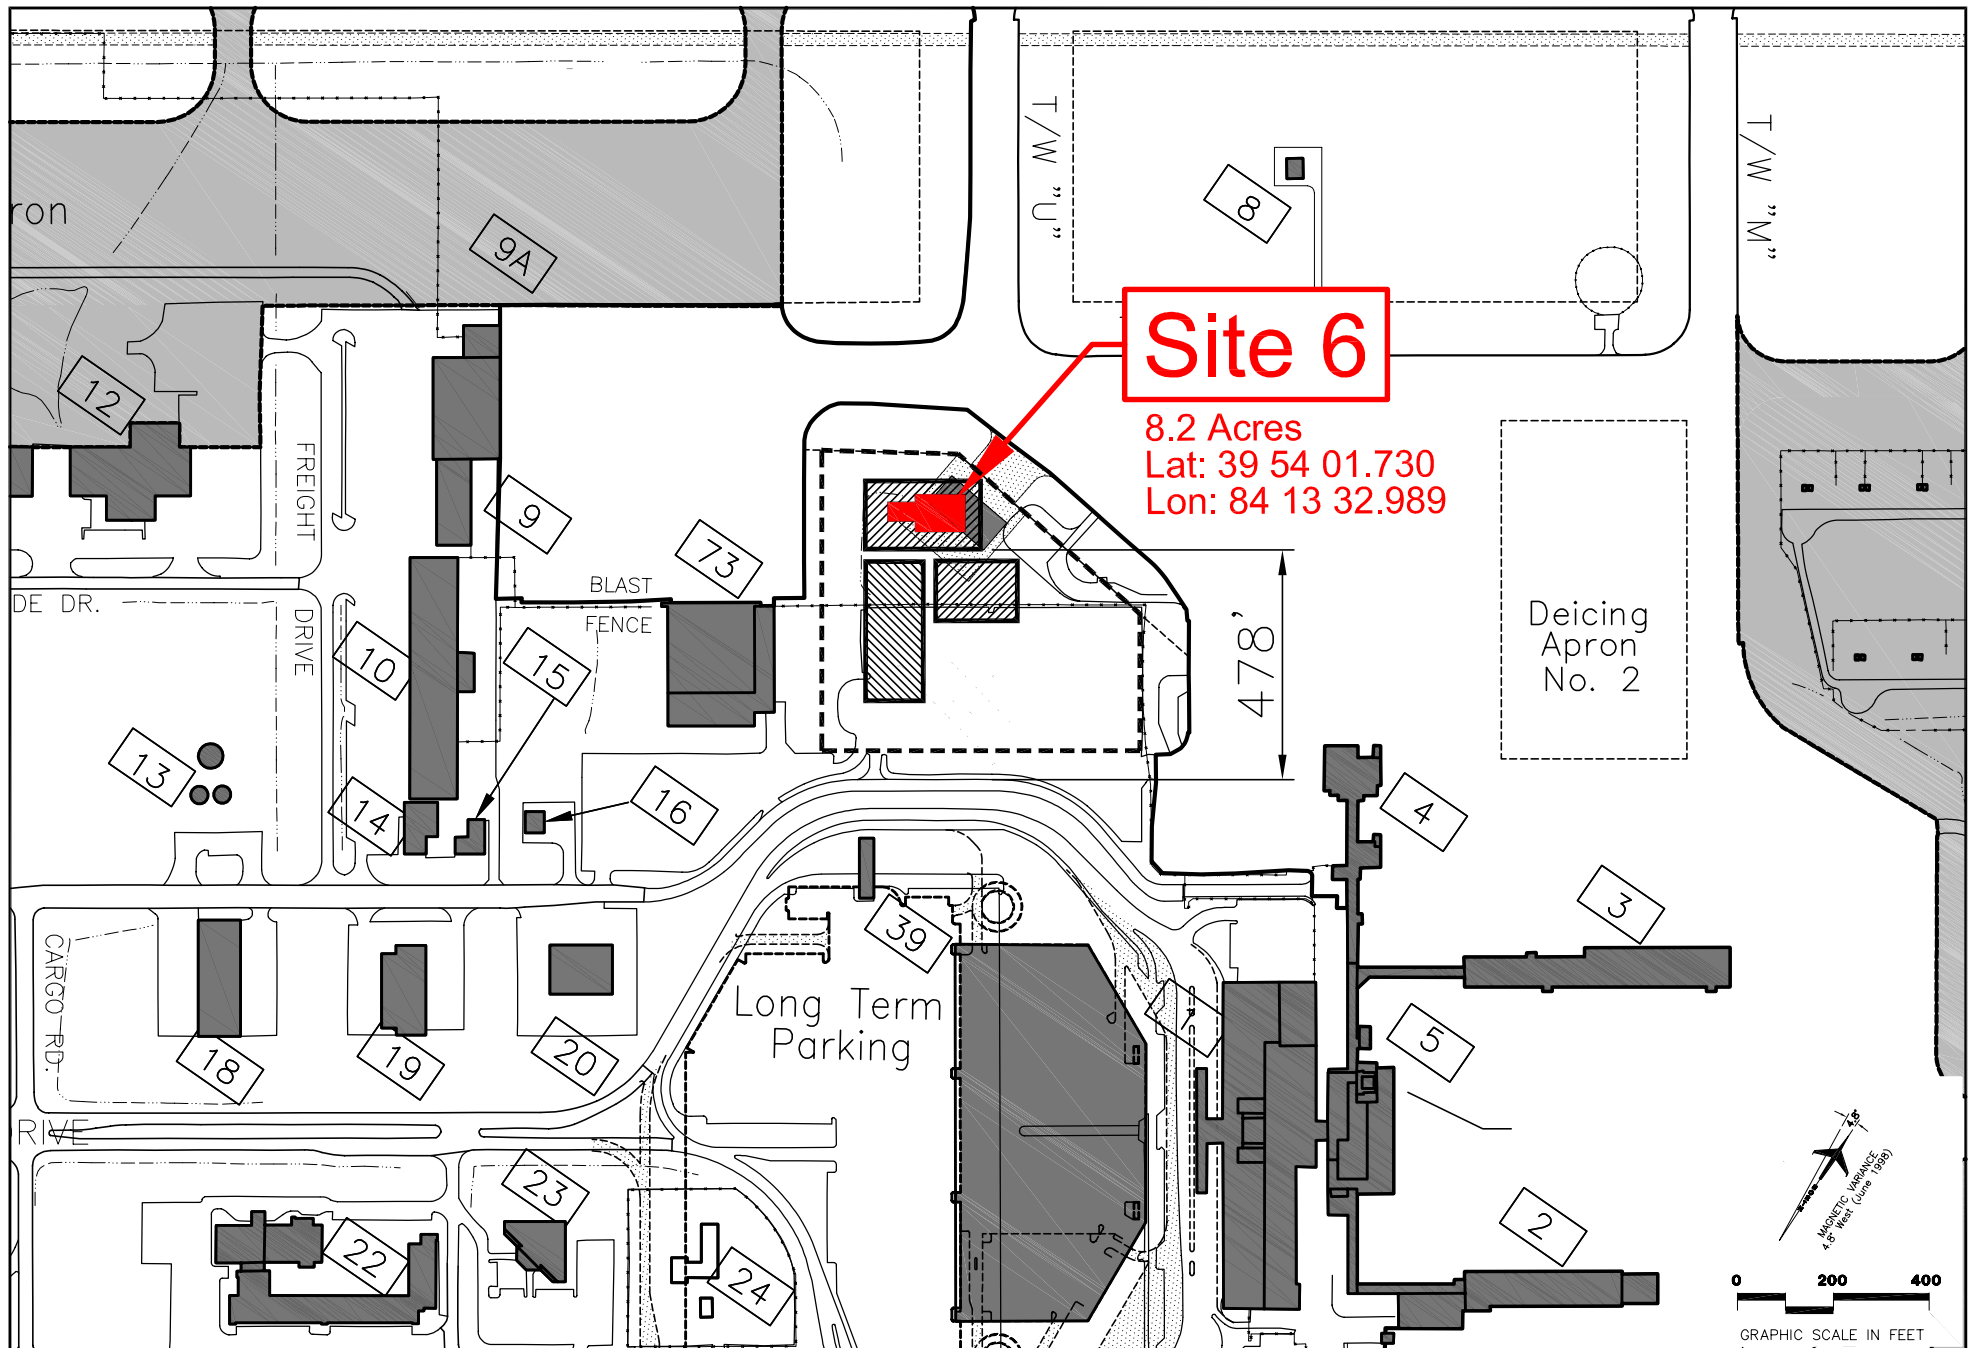 ron
9A
T/W "U"
8
T/W "M"
Site 6
8.2 Acres
Lat: 39 54 01.730
Lon: 84 13 32.989
12
FREIGHT
DRIVE
9
73
BLAST
FENCE
DE DR.
10
15
478'
Deicing
Apron
No. 2
13
14
16
4
3
39
CARGO RD.
Long Term
Parking
1
5
18
19
20
RIVE
23
22
24
2
4.8°
MAGNETIC VARIANCE
4.8° West (June 1998)
0 200 400
GRAPHIC SCALE IN FEET